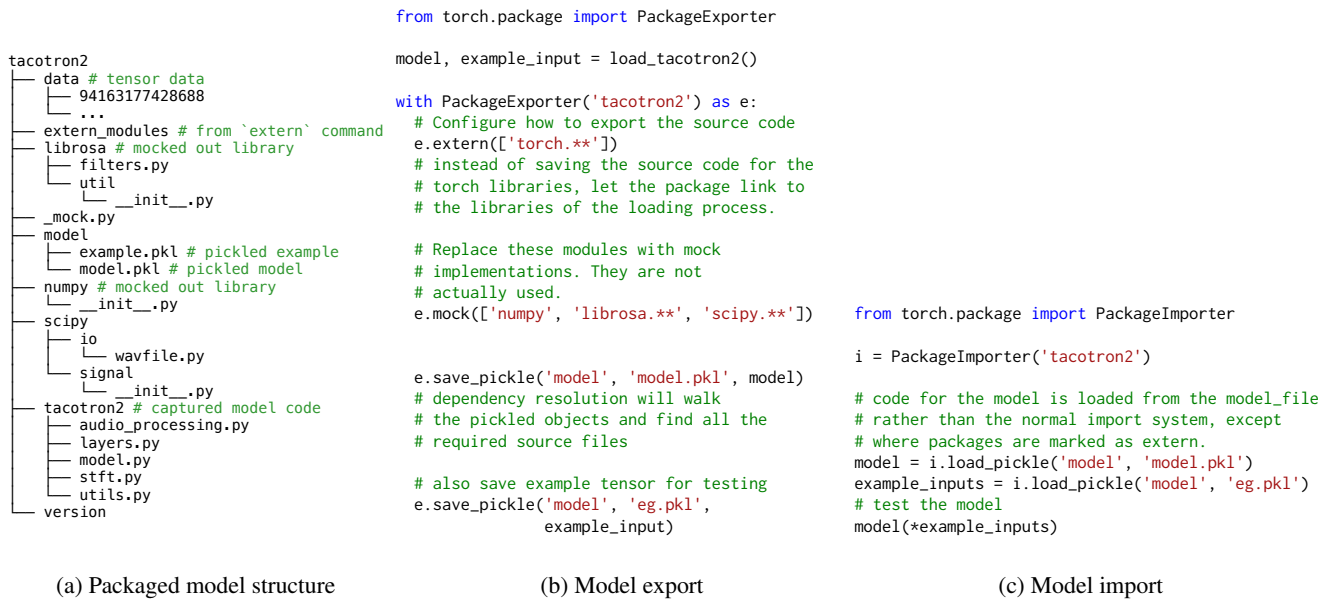 tacotron2
├── data # tensor data
│   ├── 94163177428688
│   └── ...
├── extern_modules # from `extern` command
├── librosa # mocked out library
│   ├── filters.py
│   └── util
│       └── __init__.py
├── _mock.py
├── model
│   ├── example.pkl # pickled example
│   └── model.pkl # pickled model
├── numpy # mocked out library
│   └── __init__.py
├── scipy
│   ├── io
│   │   └── wavfile.py
│   └── signal
│       └── __init__.py
├── tacotron2 # captured model code
│   ├── audio_processing.py
│   ├── layers.py
│   ├── model.py
│   ├── stft.py
│   └── utils.py
└── version
(a) Packaged model structure
from torch.package import PackageExporter
model, example_input = load_tacotron2()
with PackageExporter('tacotron2') as e:
  # Configure how to export the source code
  e.extern(['torch.**'])
  # instead of saving the source code for the
  # torch libraries, let the package link to
  # the libraries of the loading process.
  # Replace these modules with mock
  # implementations. They are not
  # actually used.
  e.mock(['numpy', 'librosa.**', 'scipy.**'])
  e.save_pickle('model', 'model.pkl', model)
  # dependency resolution will walk
  # the pickled objects and find all the
  # required source files
  # also save example tensor for testing
  e.save_pickle('model', 'eg.pkl',
                example_input)
(b) Model export
from torch.package import PackageImporter
i = PackageImporter('tacotron2')
# code for the model is loaded from the model_file
# rather than the normal import system, except
# where packages are marked as extern.
model = i.load_pickle('model', 'model.pkl')
example_inputs = i.load_pickle('model', 'eg.pkl')
# test the model
model(*example_inputs)
(c) Model import